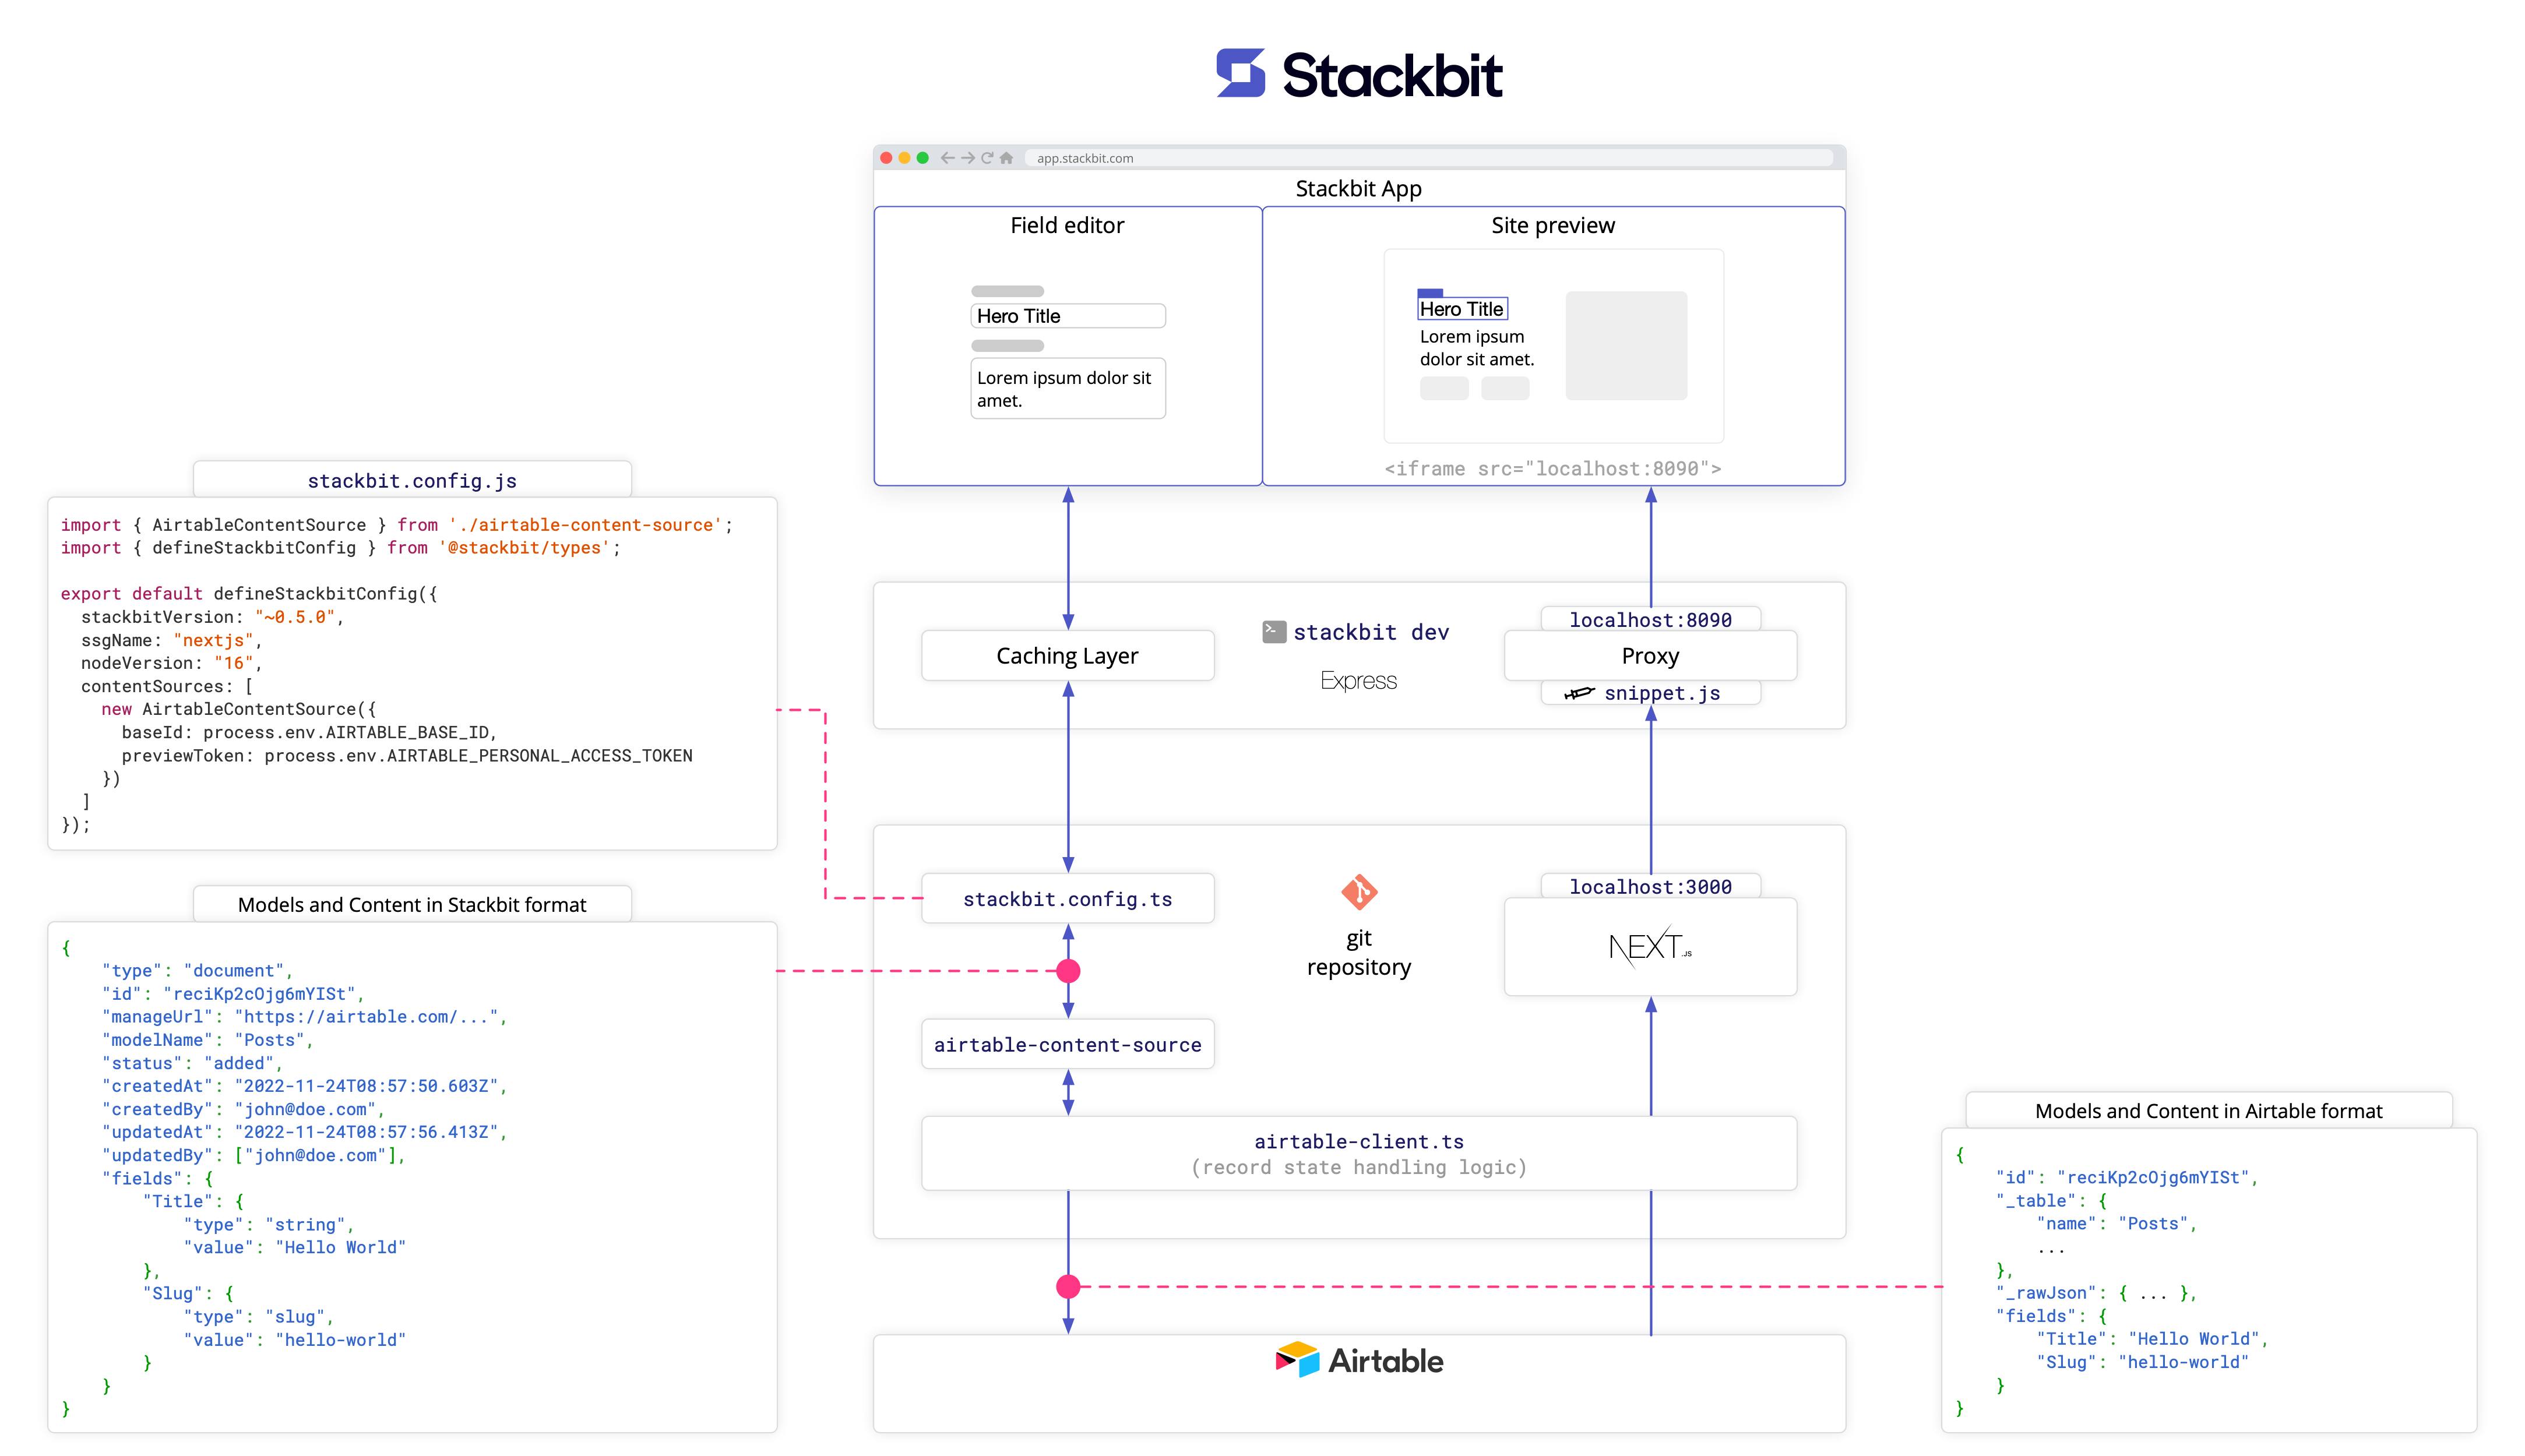 Stackbit
app.stackbit.com
Stackbit App
Field editor
Hero Title
Lorem ipsum dolor sit
amet.
Site preview
Hero Title
Lorem ipsum
dolor sit amet.
<iframe src="localhost:8090">
stackbit.config.js
import { AirtableContentSource } from './airtable-content-source';
import { defineStackbitConfig } from '@stackbit/types';
export default defineStackbitConfig({
  stackbitVersion: "~0.5.0",
  ssgName: "nextjs",
  nodeVersion: "16",
  contentSources: [
    new AirtableContentSource({
      baseId: process.env.AIRTABLE_BASE_ID,
      previewToken: process.env.AIRTABLE_PERSONAL_ACCESS_TOKEN
    })
  ]
});
Caching Layer
stackbit dev
Express
localhost:8090
Proxy
snippet.js
stackbit.config.ts
git
repository
localhost:3000
NEXT.JS
airtable-content-source
airtable-client.ts
(record state handling logic)
Airtable
Models and Content in Stackbit format
{
    "type": "document",
    "id": "reciKp2cOjg6mYISt",
    "manageUrl": "https://airtable.com/...",
    "modelName": "Posts",
    "status": "added",
    "createdAt": "2022-11-24T08:57:50.603Z",
    "createdBy": "john@doe.com",
    "updatedAt": "2022-11-24T08:57:56.413Z",
    "updatedBy": ["john@doe.com"],
    "fields": {
        "Title": {
            "type": "string",
            "value": "Hello World"
        },
        "Slug": {
            "type": "slug",
            "value": "hello-world"
        }
    }
}
Models and Content in Airtable format
{
    "id": "reciKp2cOjg6mYISt",
    "_table": {
        "name": "Posts",
        ...
    },
    "_rawJson": { ... },
    "fields": {
        "Title": "Hello World",
        "Slug": "hello-world"
    }
}